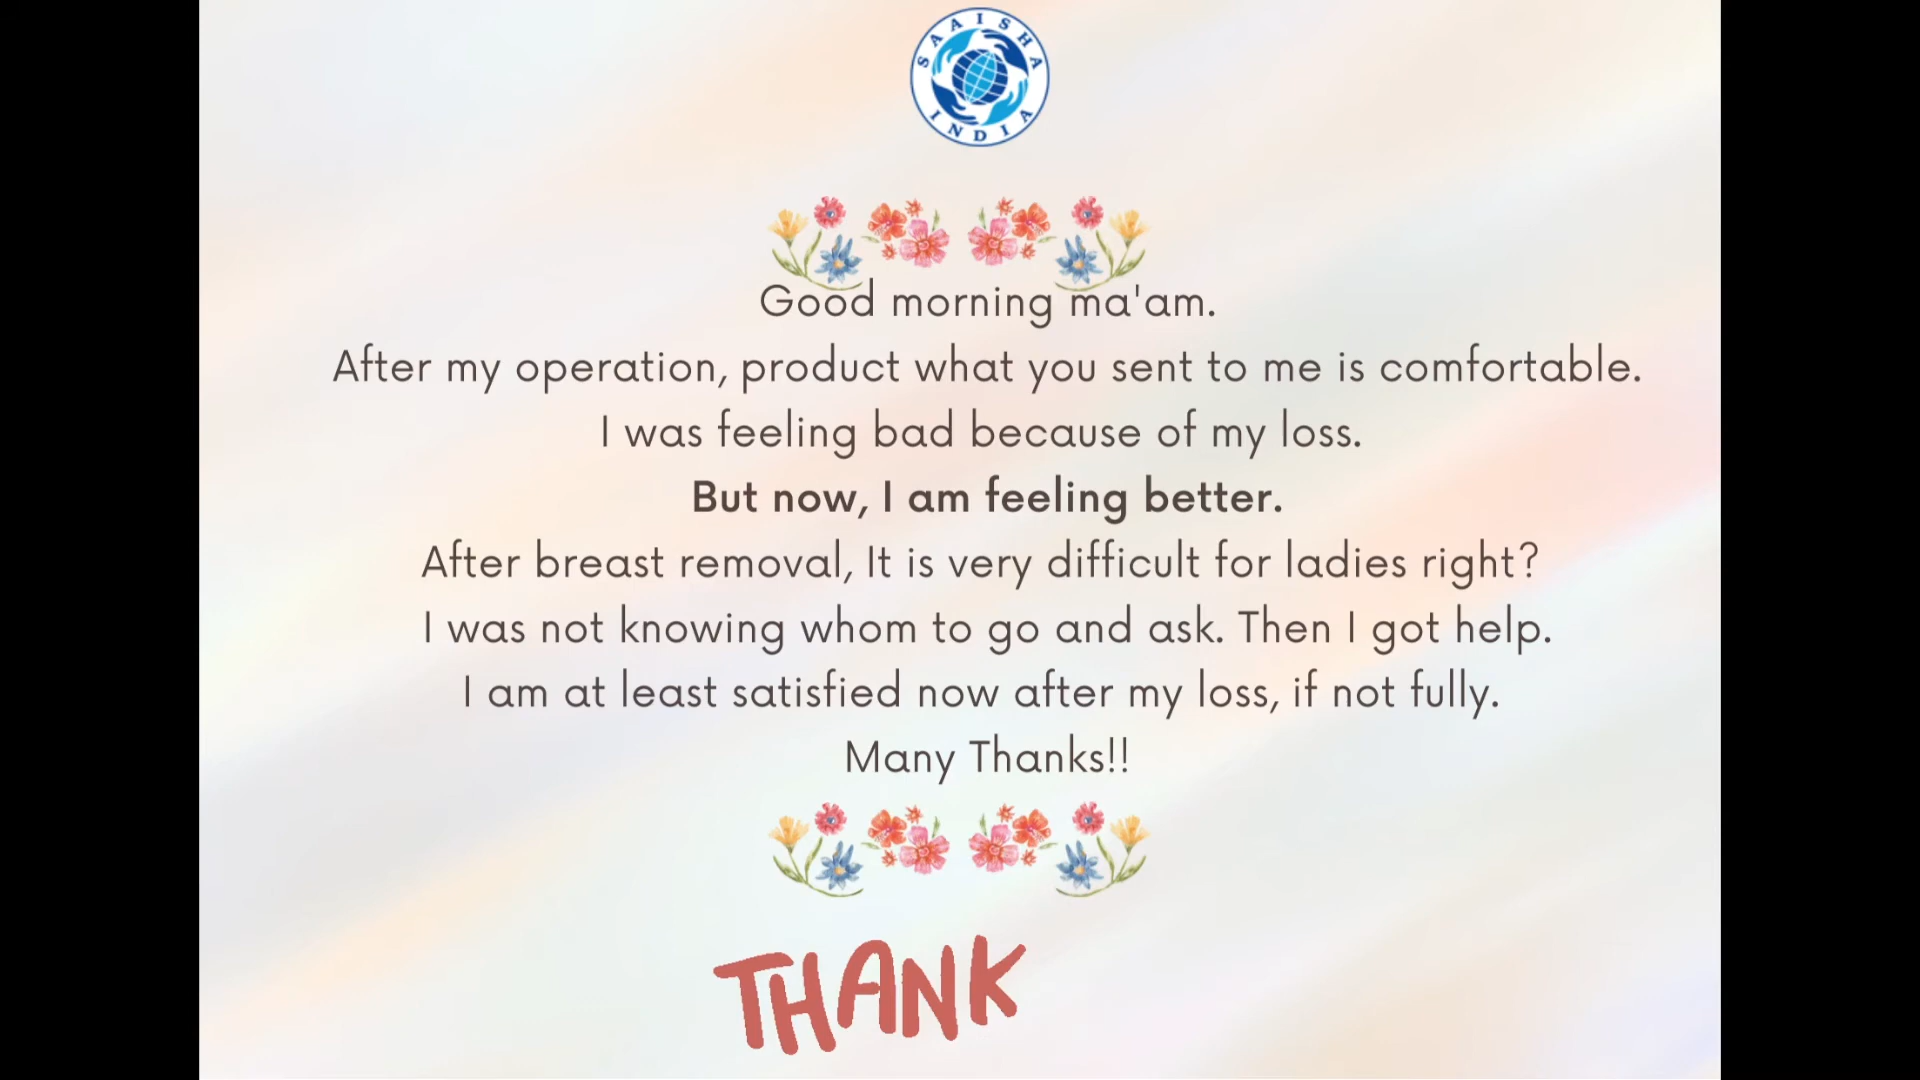 SAAISHA
INDIA
Good morning ma'am.
After my operation, product what you sent to me is comfortable.
I was feeling bad because of my loss.
But now, I am feeling better.
After breast removal, It is very difficult for ladies right?
I was not knowing whom to go and ask. Then I got help.
I am at least satisfied now after my loss, if not fully.
Many Thanks!!
THANK